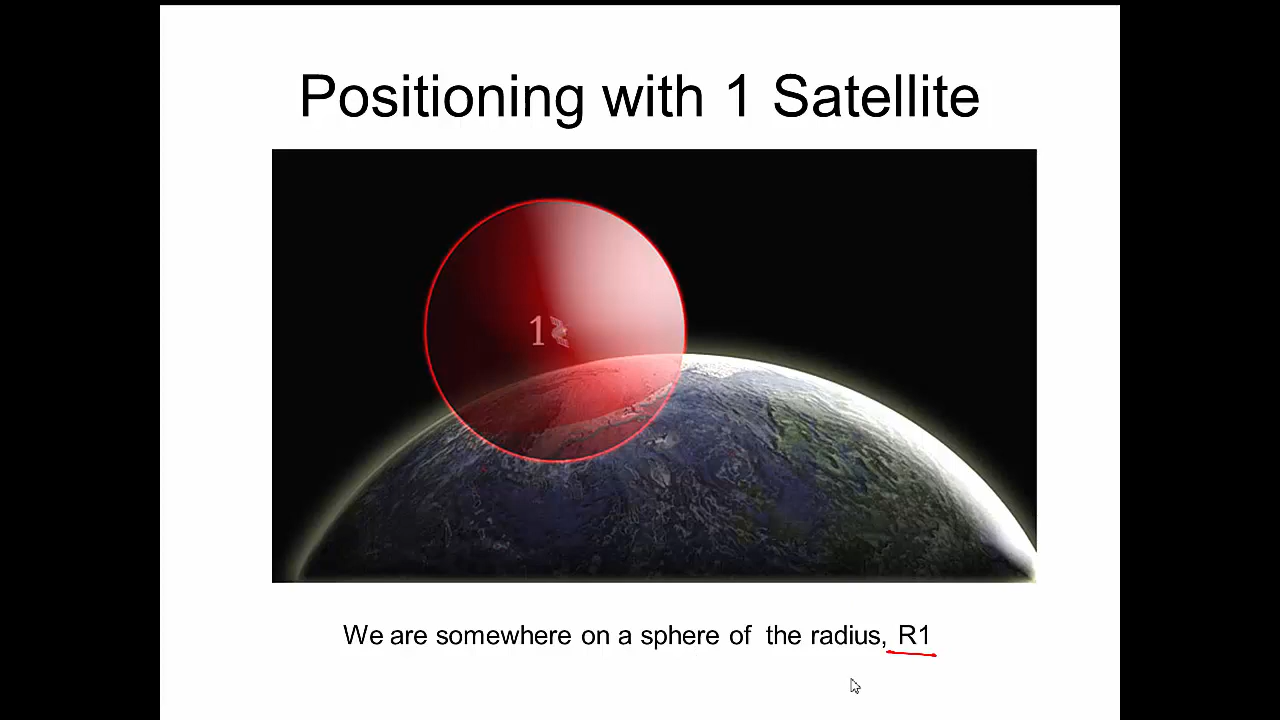 Positioning with 1 Satellite
1
We are somewhere on a sphere of the radius, R1